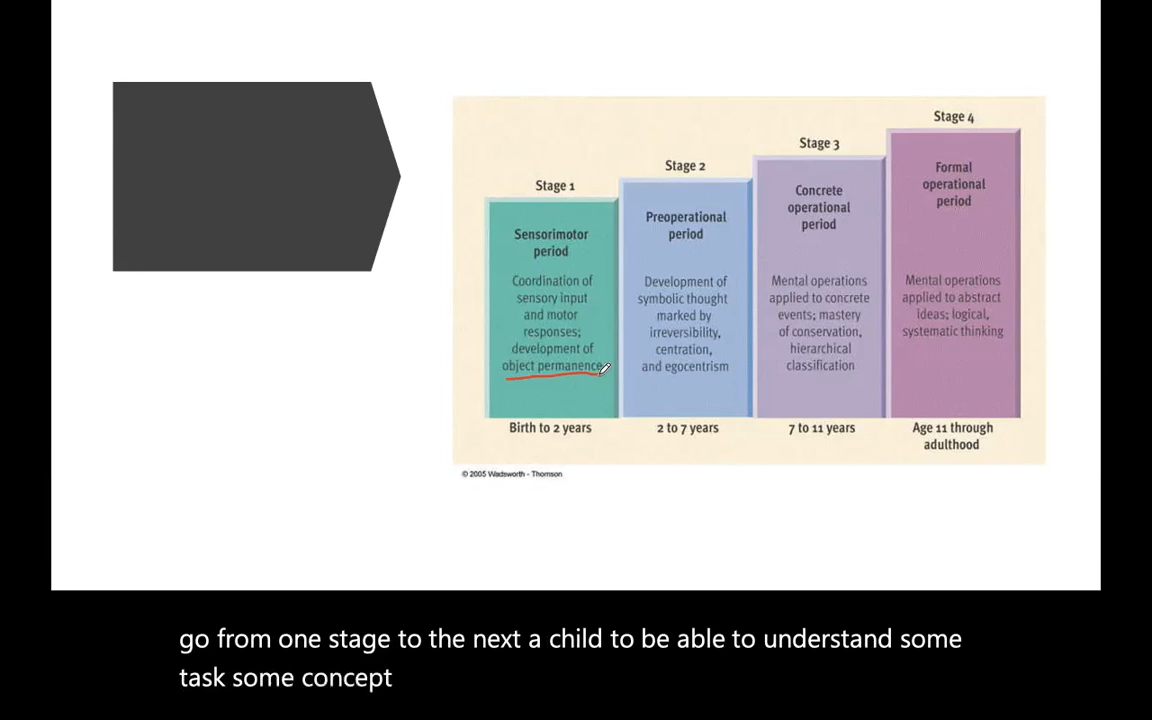 Stage 1
Sensorimotor
period
Coordination of
sensory input
and motor
responses;
development of
object permanence
Birth to 2 years
Stage 2
Preoperational
period
Development of
symbolic thought
marked by
irreversibility,
centration,
and egocentrism
2 to 7 years
Stage 3
Concrete
operational
period
Mental operations
applied to concrete
events; mastery
of conservation,
hierarchical
classification
7 to 11 years
Stage 4
Formal
operational
period
Mental operations
applied to abstract
ideas; logical,
systematic thinking
Age 11 through
adulthood
© 2005 Wadsworth - Thomson
go from one stage to the next a child to be able to understand some
task some concept